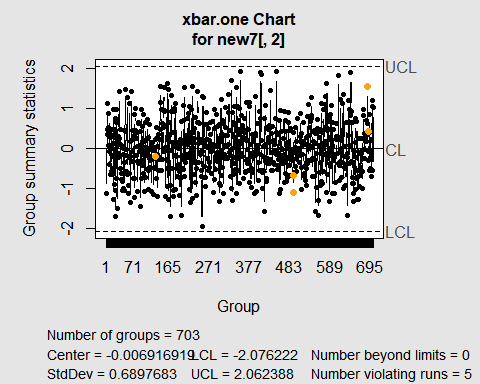 xbar.one Chart
for new7[, 2]
Group summary statistics
2
1
0
-1
-2
UCL
CL
LCL
1 71 165 271 377 483 589 695
Group
Number of groups = 703
Center = -0.006916919 LCL = -2.076222 Number beyond limits = 0
StdDev = 0.6897683 UCL = 2.062388 Number violating runs = 5